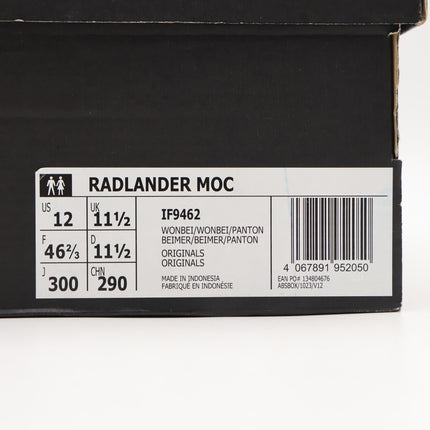 RADLANDER MOC
US 12 UK 11½
F 46⅔ D 11½
J 300 CHN 290
IF9462
WONBEI/WONBEI/PANTON
BEIMER/BEIMER/PANTON
ORIGINALS
ORIGINALS
MADE IN INDONESIA
FABRIQUÉ EN INDONÉSIE
4 067891 952050
EAN PO# 134804676
ABSBOK/1023/V12